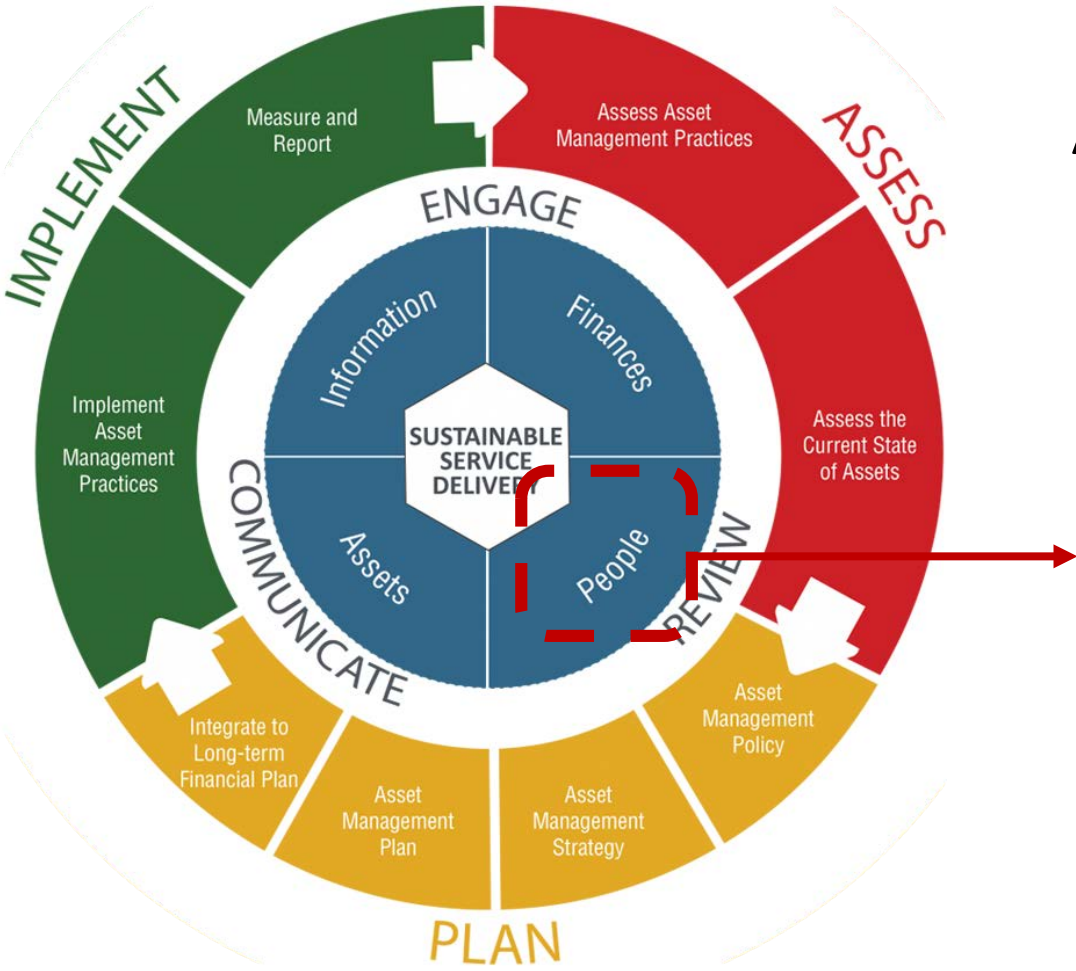 IMPLEMENT
Measure and
Report
Assess Asset
Management Practices
ASSESS
ENGAGE
Information
Finances
Implement
Asset
Management
Practices
SUSTAINABLE
SERVICE
DELIVERY
Assess the
Current State
of Assets
COMMUNICATE
Assets
People
REVIEW
Integrate to
Long-term
Financial Plan
Asset
Management
Plan
Asset
Management
Strategy
Asset
Management
Policy
PLAN